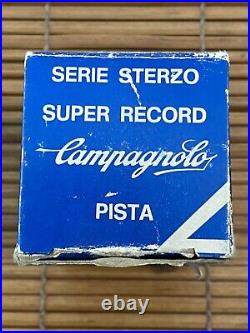 SERIE STERZO
SUPER RECORD
Campagnolo
PISTA